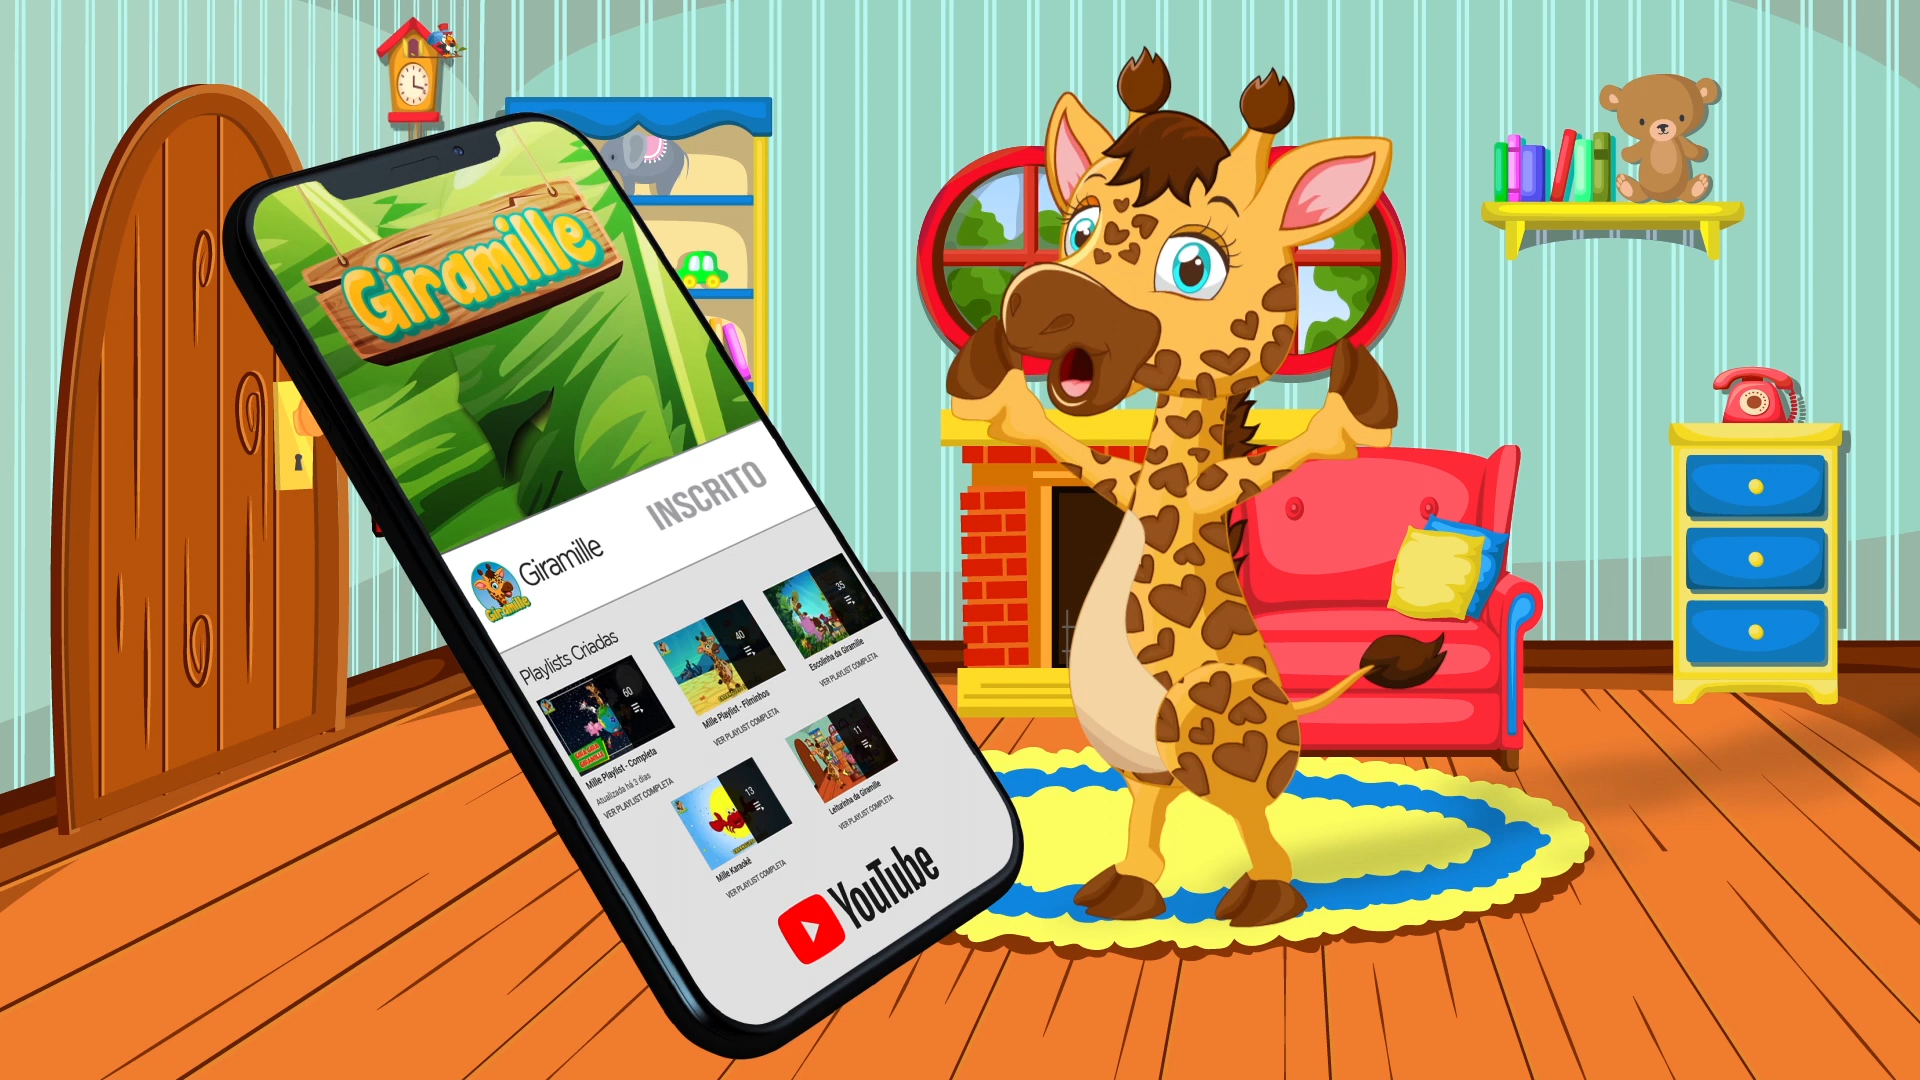 Giramille
INSCRITO
Giramille
Giramille
Playlists Criadas
60
Mille Playlist - Completa
Atualizada há 3 dias
VER PLAYLIST COMPLETA
40
Mille Playlist - Filminhos
VER PLAYLIST COMPLETA
35
Escolinha da Giramille
VER PLAYLIST COMPLETA
13
Mille Karaokê
VER PLAYLIST COMPLETA
11
Leiturinha da Giramille
VER PLAYLIST COMPLETA
YouTube